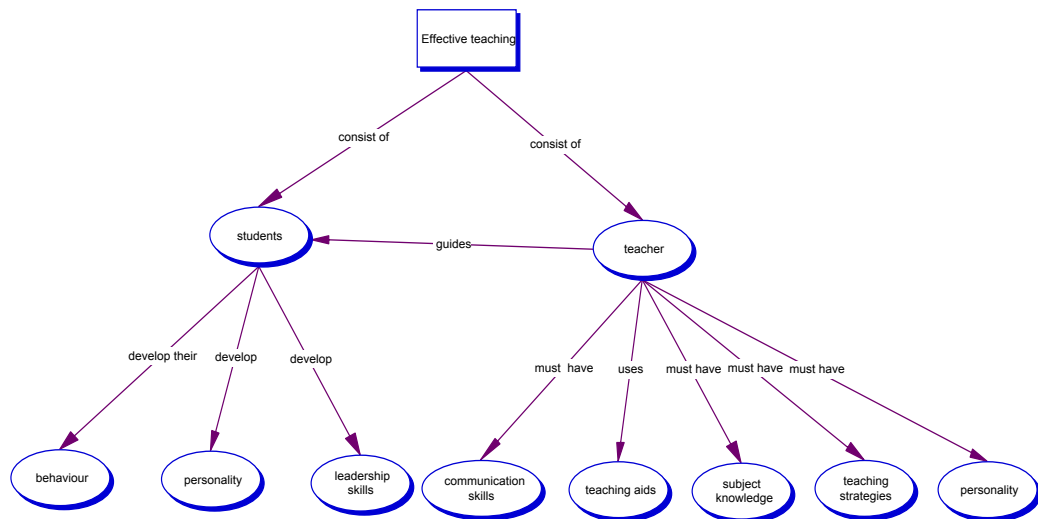 Effective teaching
consist of
consist of
students
guides
teacher
develop their
develop
develop
must have
uses
must have
must have
must have
behaviour
personality
leadership
skills
communication
skills
teaching aids
subject
knowledge
teaching
strategies
personality